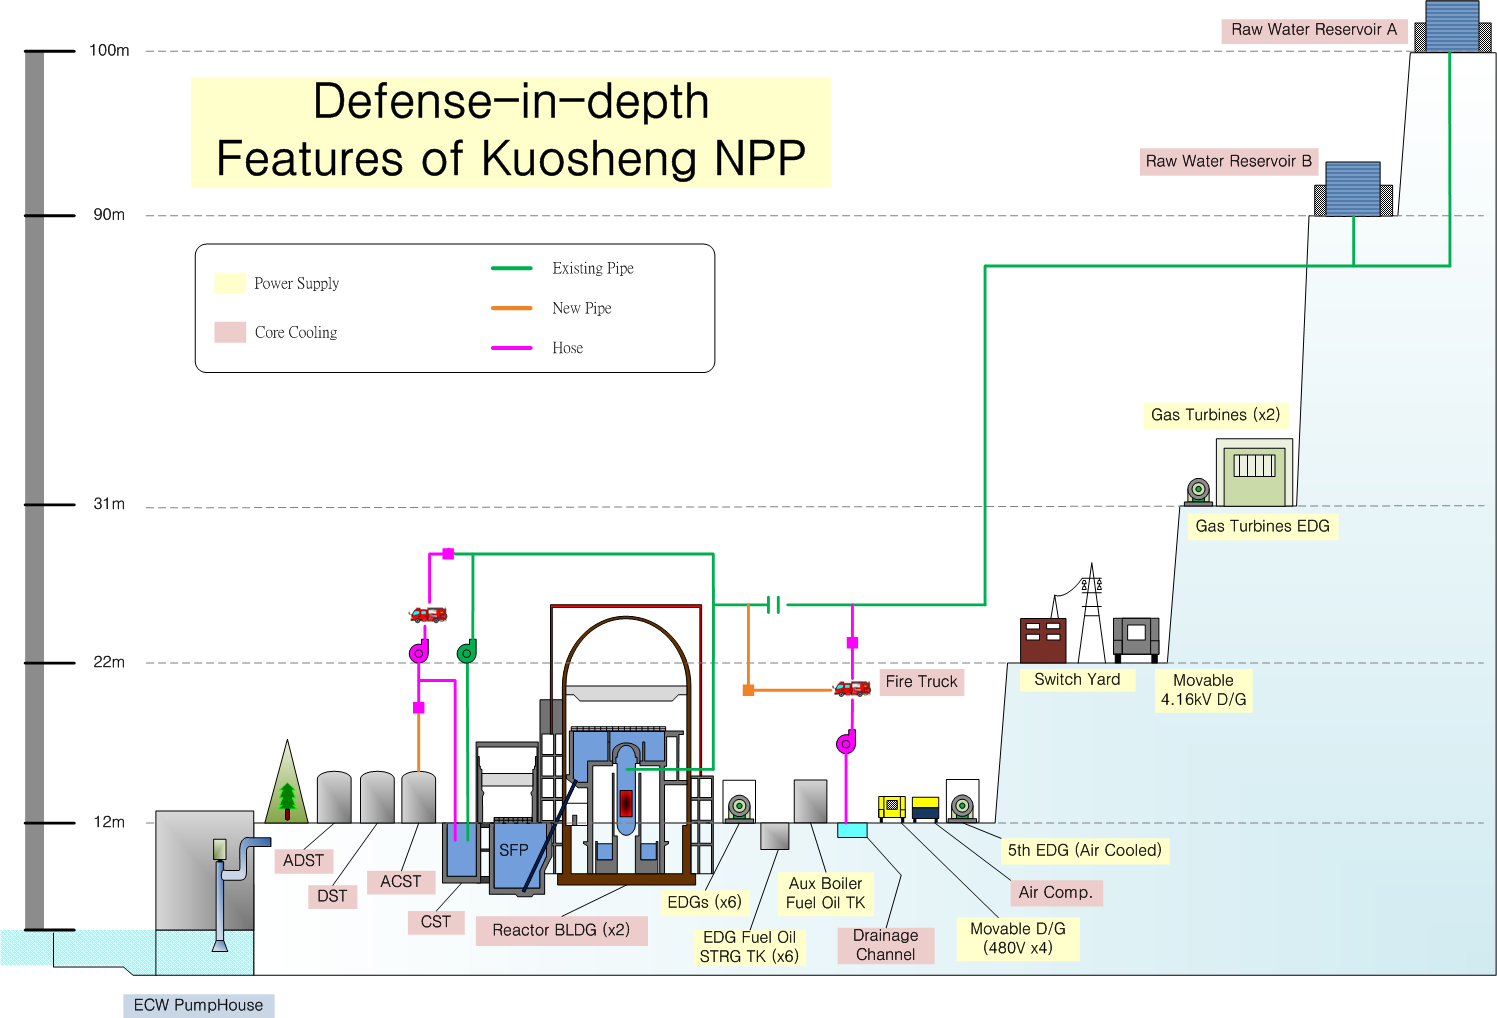 Raw Water Reservoir A
100m
Defense-in-depth
Features of Kuosheng NPP
Raw Water Reservoir B
90m
Power Supply
Core Cooling
Existing Pipe
New Pipe
Hose
Gas Turbines (x2)
31m
Gas Turbines EDG
22m
Switch Yard
Movable
4.16kV D/G
Fire Truck
12m
SFP
ADST
DST
ACST
CST
Reactor BLDG (x2)
EDGs (x6)
EDG Fuel Oil
STRG TK (x6)
Aux Boiler
Fuel Oil TK
Drainage
Channel
5th EDG (Air Cooled)
Air Comp.
Movable D/G
(480V x4)
ECW PumpHouse